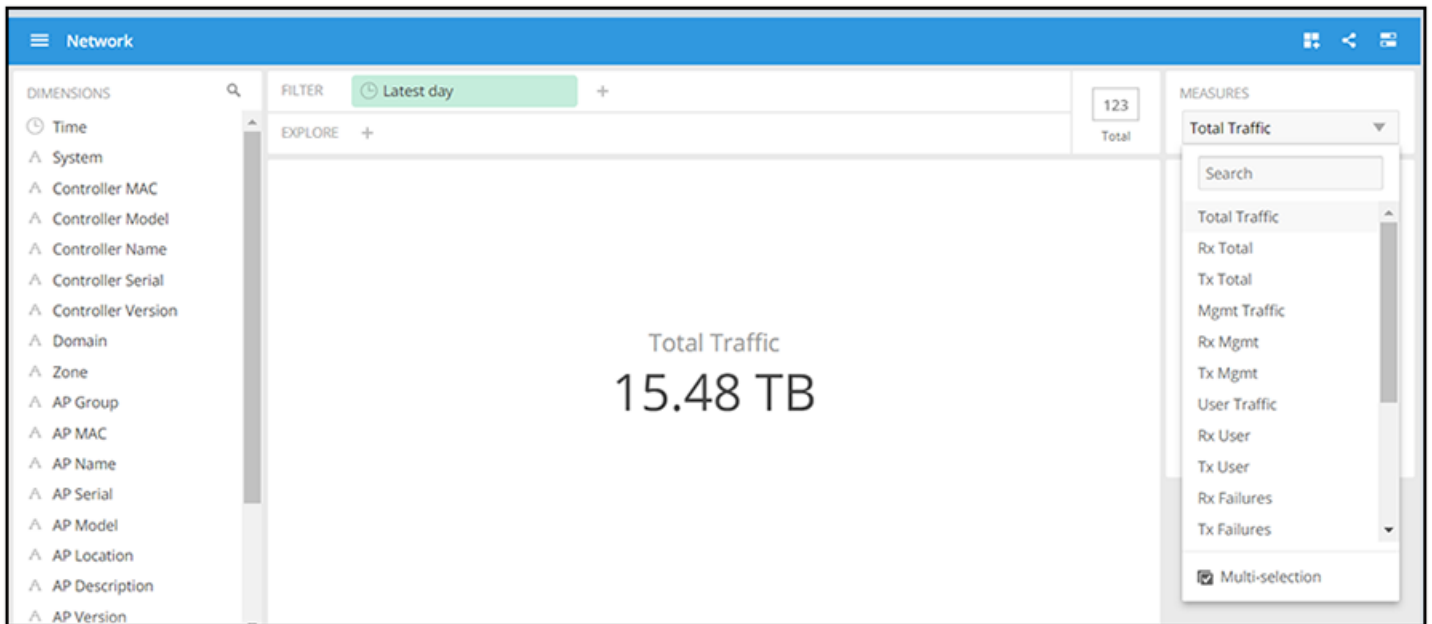 Network
DIMENSIONS
Time
System
Controller MAC
Controller Model
Controller Name
Controller Serial
Controller Version
Domain
Zone
AP Group
AP MAC
AP Name
AP Serial
AP Model
AP Location
AP Description
AP Version
FILTER
Latest day
+
EXPLORE +
123
Total
Total Traffic
15.48 TB
MEASURES
Total Traffic
Search
Total Traffic
Rx Total
Tx Total
Mgmt Traffic
Rx Mgmt
Tx Mgmt
User Traffic
Rx User
Tx User
Rx Failures
Tx Failures
Multi-selection